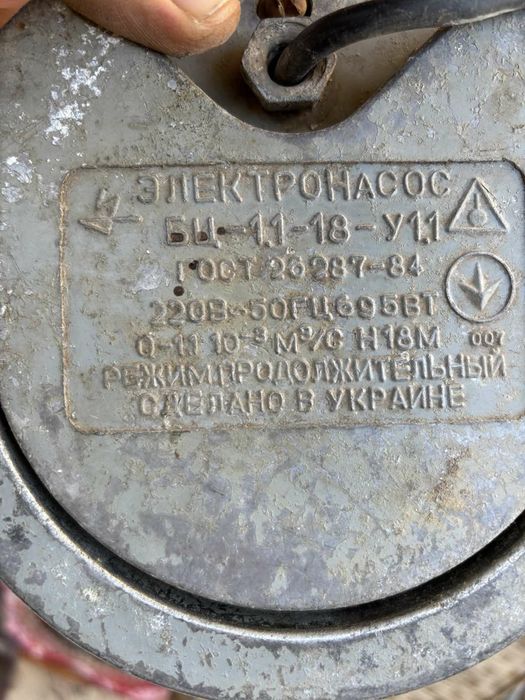 ЭЛЕКТРОНАСОС
БЦ-1,1-18-У1,1
ГОСТ 26287-84
220В~50ГЦ695ВТ
Q-1,1 10⁻³ М³/С Н18М
007
РЕЖИМ ПРОДОЛЖИТЕЛЬНЫЙ
СДЕЛАНО В УКРАИНЕ